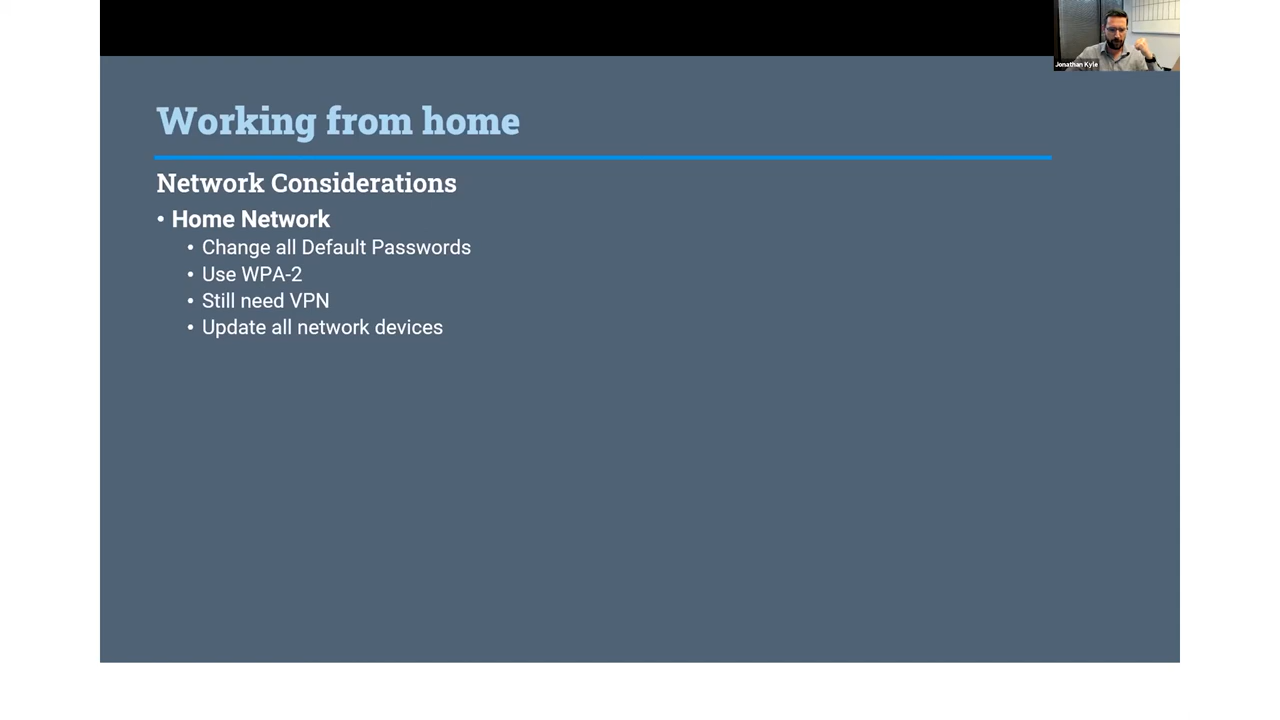 Jonathan Kyle
Working from home
Network Considerations
• Home Network
• Change all Default Passwords
• Use WPA-2
• Still need VPN
• Update all network devices